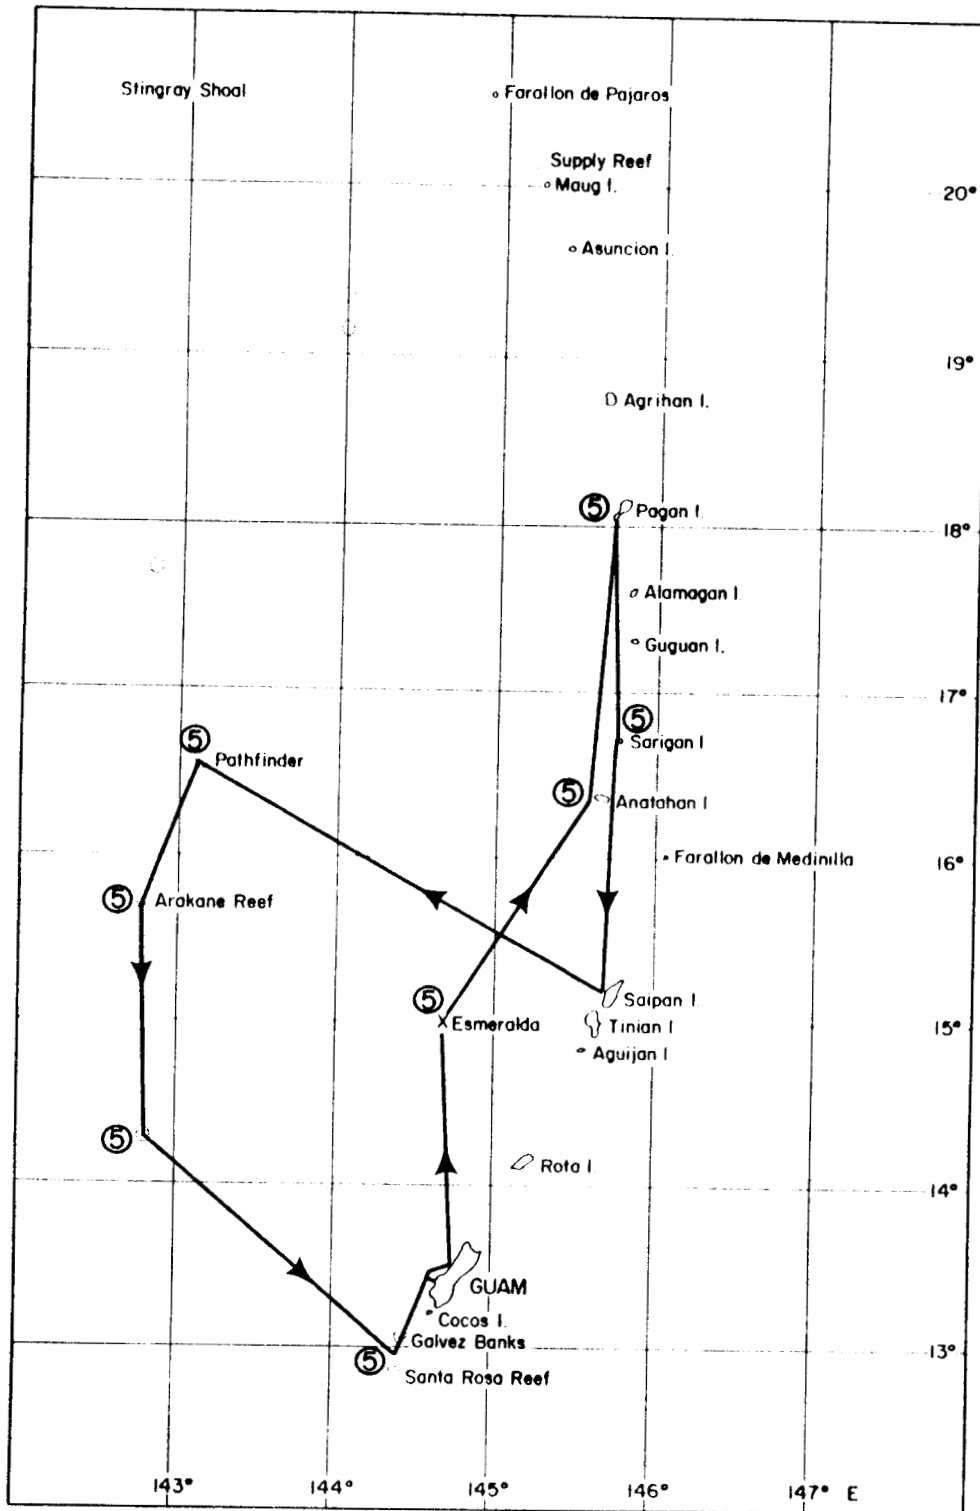 Stingray Shoal
Farallon de Pajaros
Supply Reef
Maug I.
20°
Asuncion I.
19°
Agrihan I.
⑤
Pagan I.
18°
Alamagan I.
Guguan I.
17°
⑤
Sarigan I.
⑤
Pathfinder
⑤
Anatahan I.
Farallon de Medinilla
16°
⑤
Arakane Reef
⑤
Saipan I.
Esmeralda
Tinian I.
15°
Aguijan I.
⑤
Rota I.
14°
GUAM
Cocos I.
Galvez Banks
13°
⑤
Santa Rosa Reef
143°
144°
145°
146°
147° E